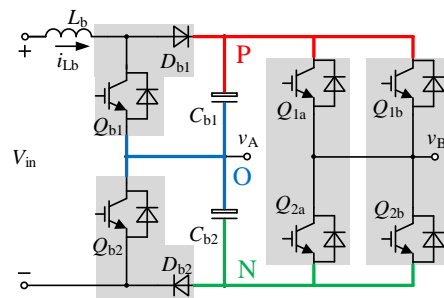 L_b
+ i_Lb D_b1 P
Q_b1 C_b1 Q_1a Q_1b
V_in v_A O v_B
Q_b2 C_b2 Q_2a Q_2b
− D_b2 N